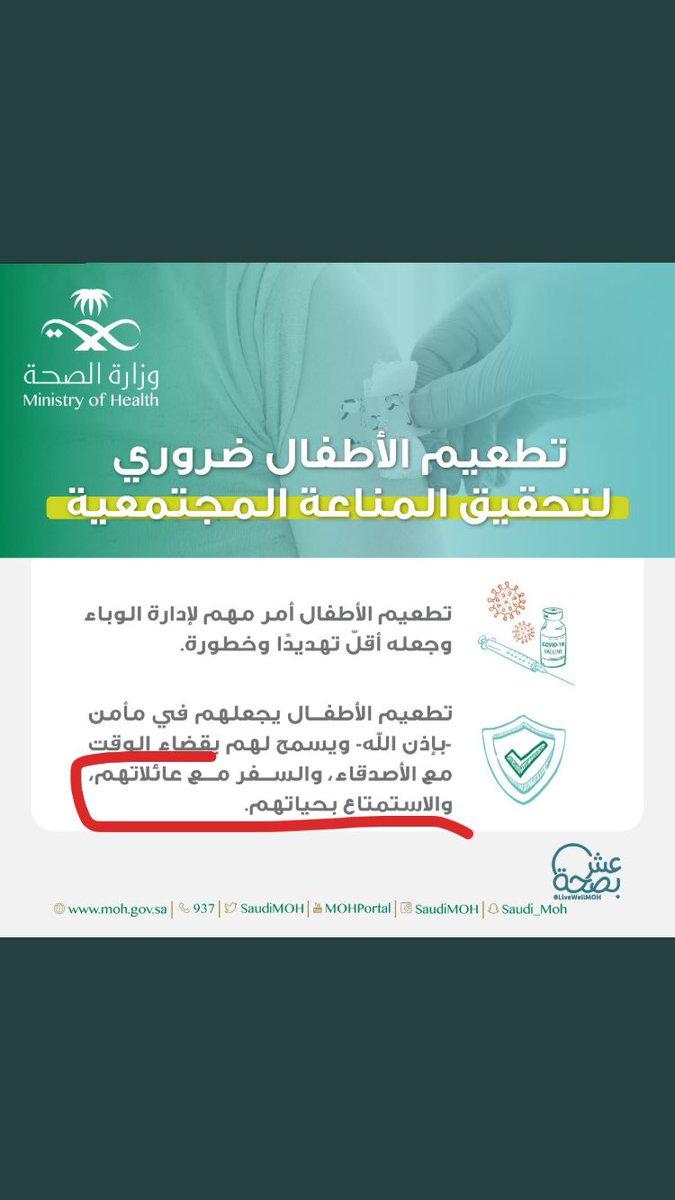 وزارة الصحة
Ministry of Health
تطعيم الأطفال ضروري
لتحقيق المناعة المجتمعية
تطعيم الأطفال أمر مهم لإدارة الوباء
وجعله أقلّ تهديدًا وخطورة.
COVID-19
VACCINE
تطعيم الأطفال يجعلهم في مأمن
-بإذن الله- ويسمح لهم بقضاء الوقت
مع الأصدقاء، والسفر مع عائلاتهم،
والاستمتاع بحياتهم.
عش
بصحة
@LiveWellMOH
www.moh.gov.sa | 937 | SaudiMOH | MOHPortal | SaudiMOH | Saudi_Moh